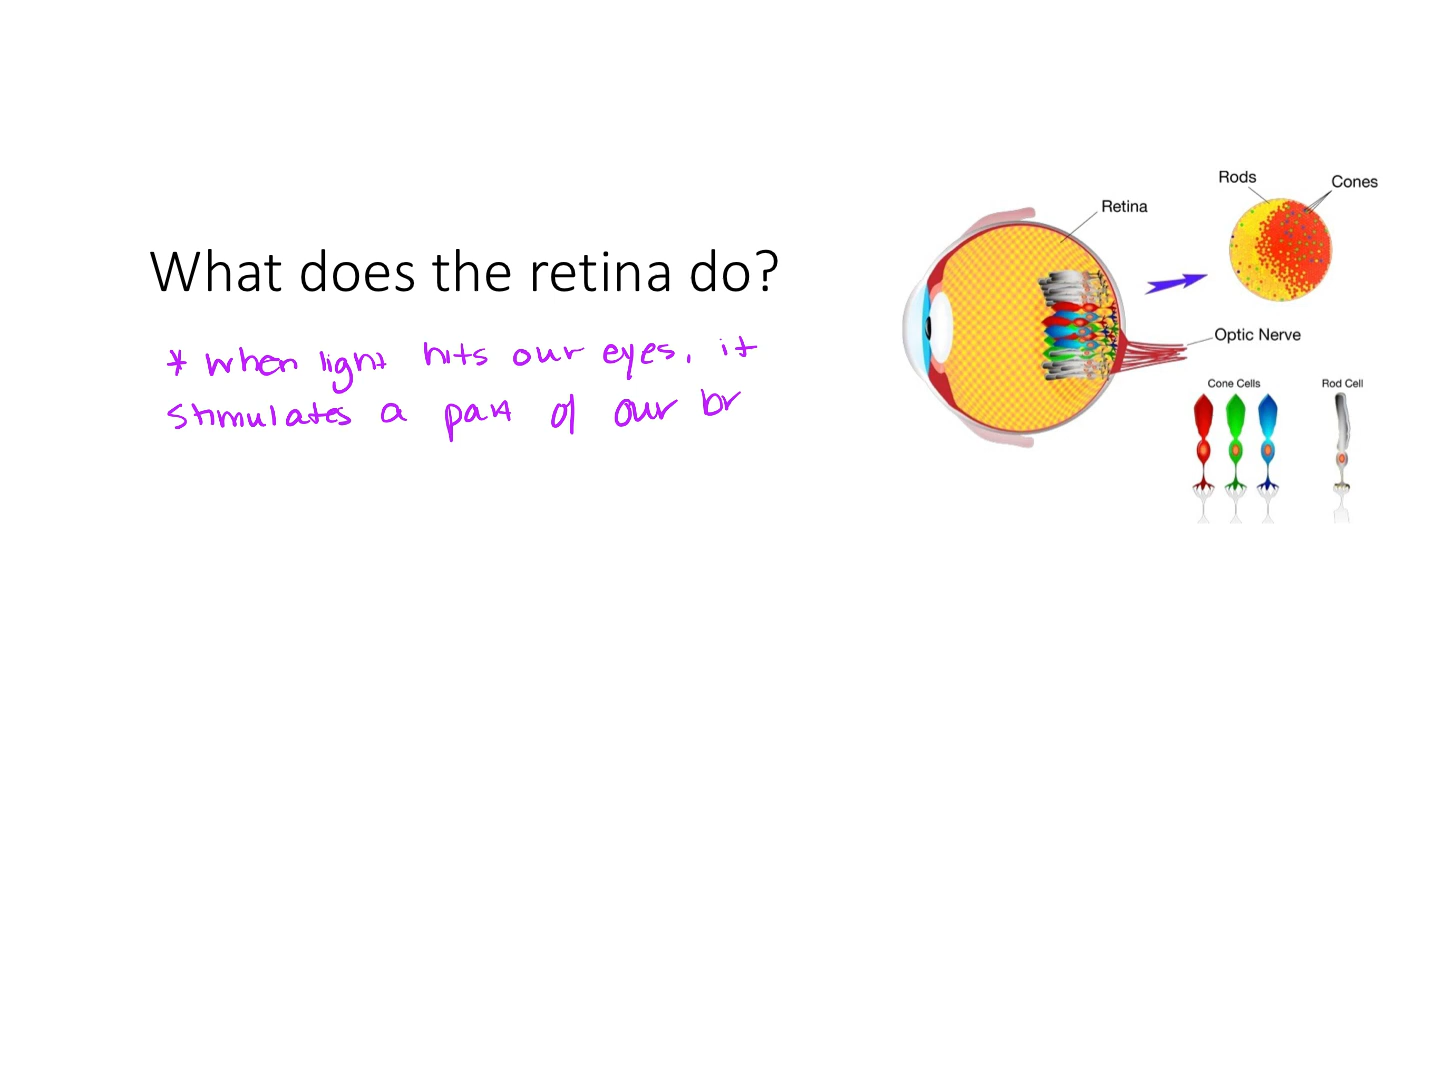 What does the retina do?
* when light hits our eyes, it
stimulates a part of our br
Retina
Rods
Cones
Optic Nerve
Cone Cells
Rod Cell